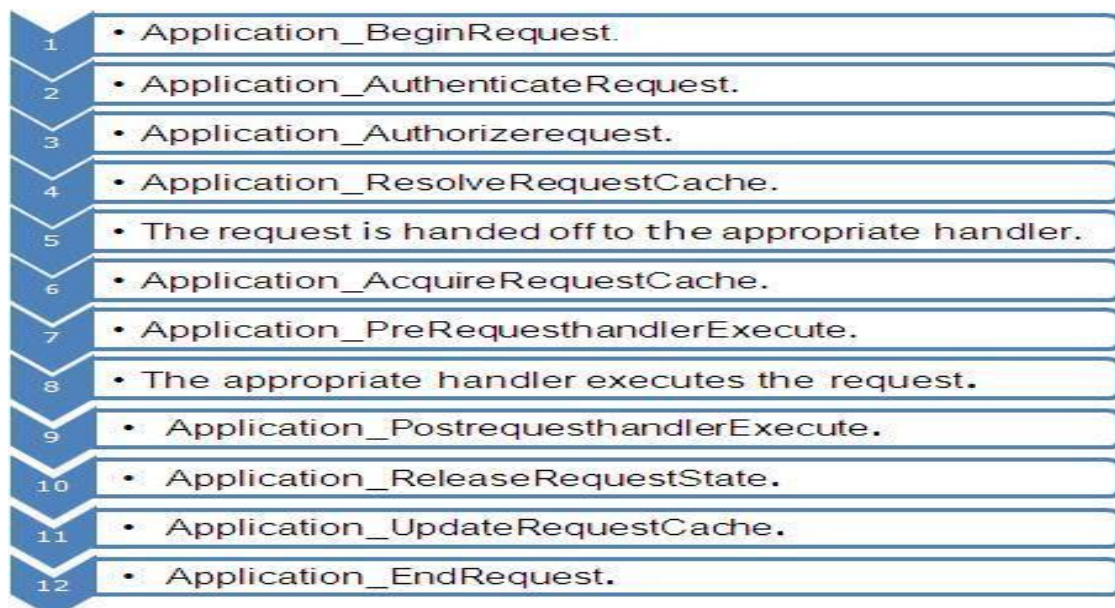 1 • Application_BeginRequest.
2 • Application_AuthenticateRequest.
3 • Application_Authorizerequest.
4 • Application_ResolveRequestCache.
5 • The request is handed off to the appropriate handler.
6 • Application_AcquireRequestCache.
7 • Application_PreRequesthandlerExecute.
8 • The appropriate handler executes the request.
9 • Application_PostrequesthandlerExecute.
10 • Application_ReleaseRequestState.
11 • Application_UpdateRequestCache.
12 • Application_EndRequest.